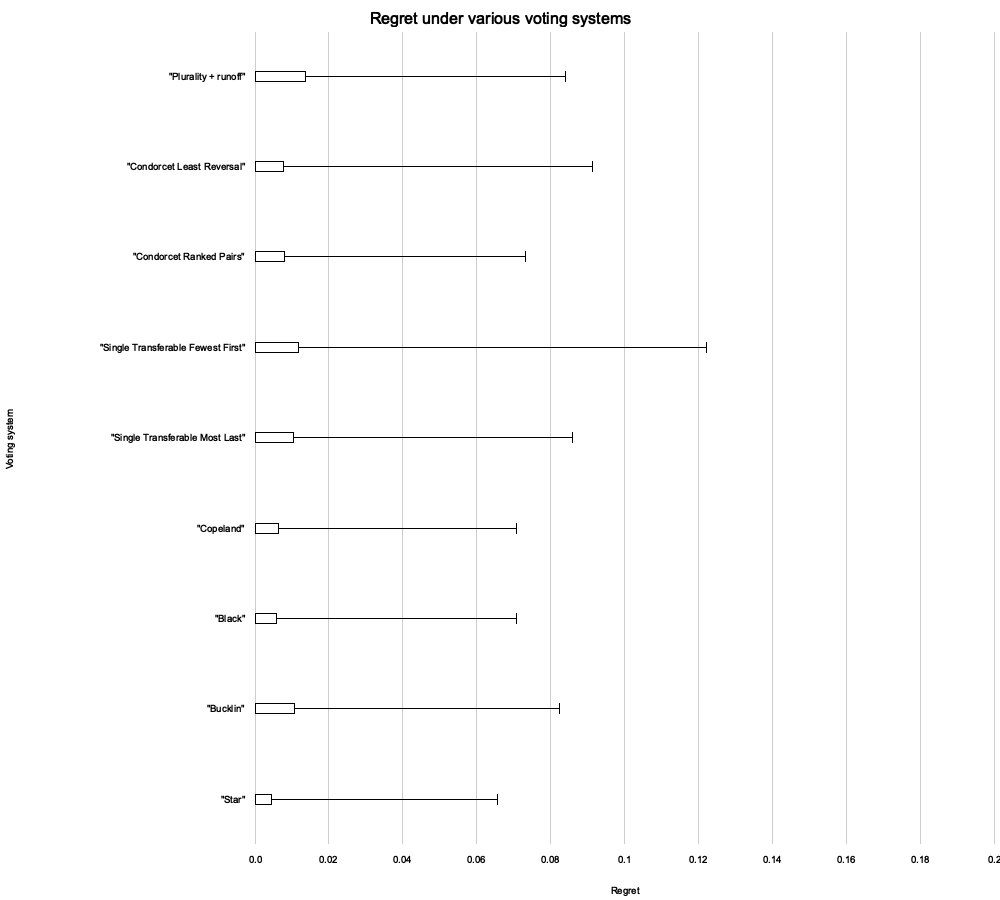 Regret under various voting systems
"Plurality + runoff"
"Condorcet Least Reversal"
"Condorcet Ranked Pairs"
"Single Transferable Fewest First"
"Single Transferable Most Last"
"Copeland"
"Black"
"Bucklin"
"Star"
Voting system
0.0 0.02 0.04 0.06 0.08 0.1 0.12 0.14 0.16 0.18 0.2
Regret